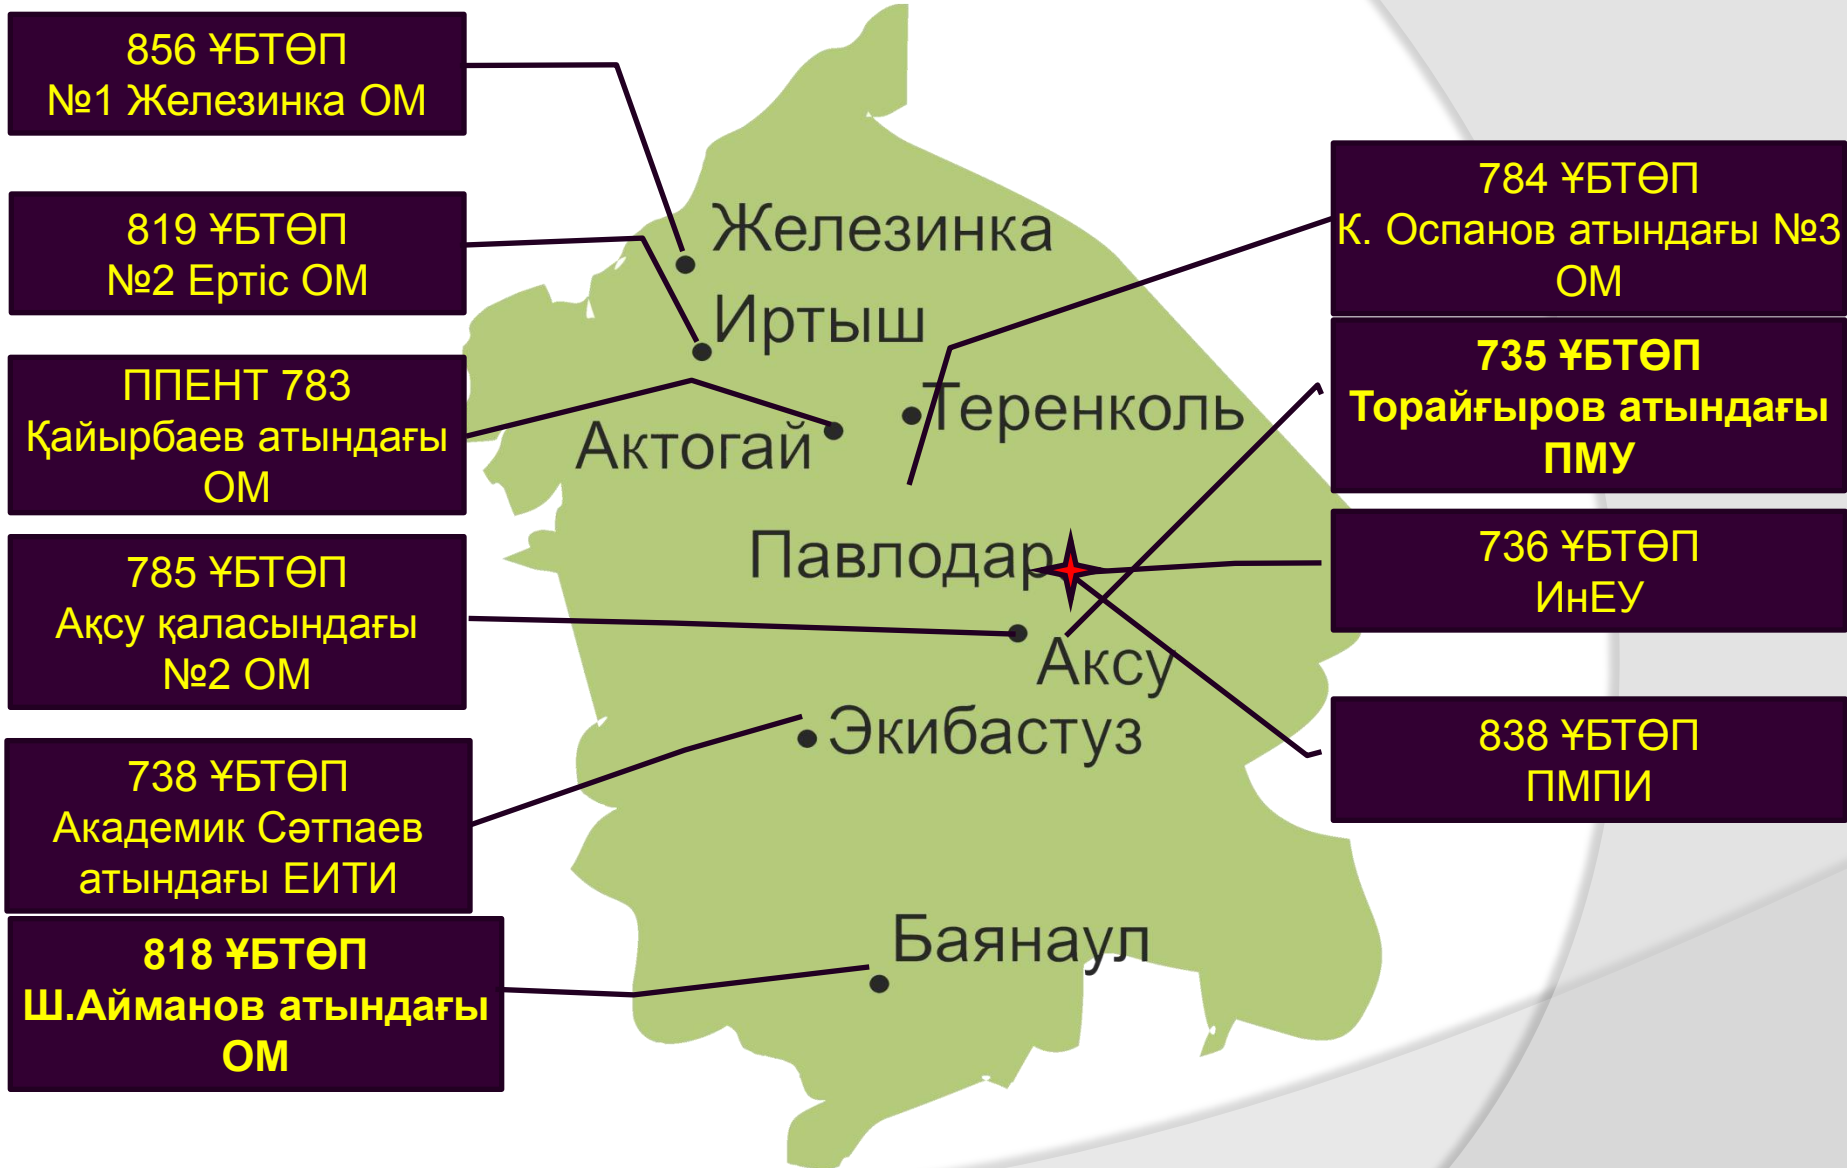 856 ҰБТӨП
№1 Железинка ОМ
819 ҰБТӨП
№2 Ертіс ОМ
ППЕНТ 783
Қайырбаев атындағы
ОМ
785 ҰБТӨП
Ақсу қаласындағы
№2 ОМ
738 ҰБТӨП
Академик Сәтпаев
атындағы ЕИТИ
818 ҰБТӨП
Ш.Айманов атындағы
ОМ
Железинка
Иртыш
Теренколь
Актогай
Павлодар
Аксу
Экибастуз
Баянаул
784 ҰБТӨП
К. Оспанов атындағы №3
ОМ
735 ҰБТӨП
Торайғыров атындағы
ПМУ
736 ҰБТӨП
ИнЕУ
838 ҰБТӨП
ПМПИ